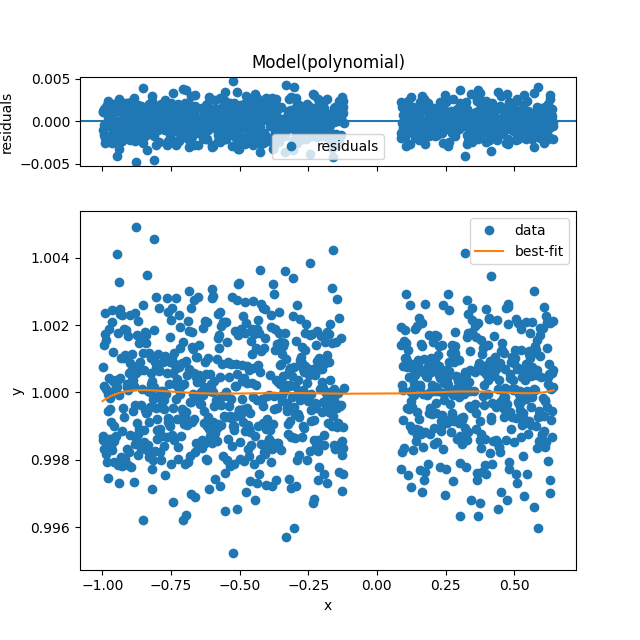 Model(polynomial)
0.005
0.000
−0.005
residuals
residuals
1.004
1.002
1.000
0.998
0.996
y
data
best-fit
−1.00
−0.75
−0.50
−0.25
0.00
0.25
0.50
x